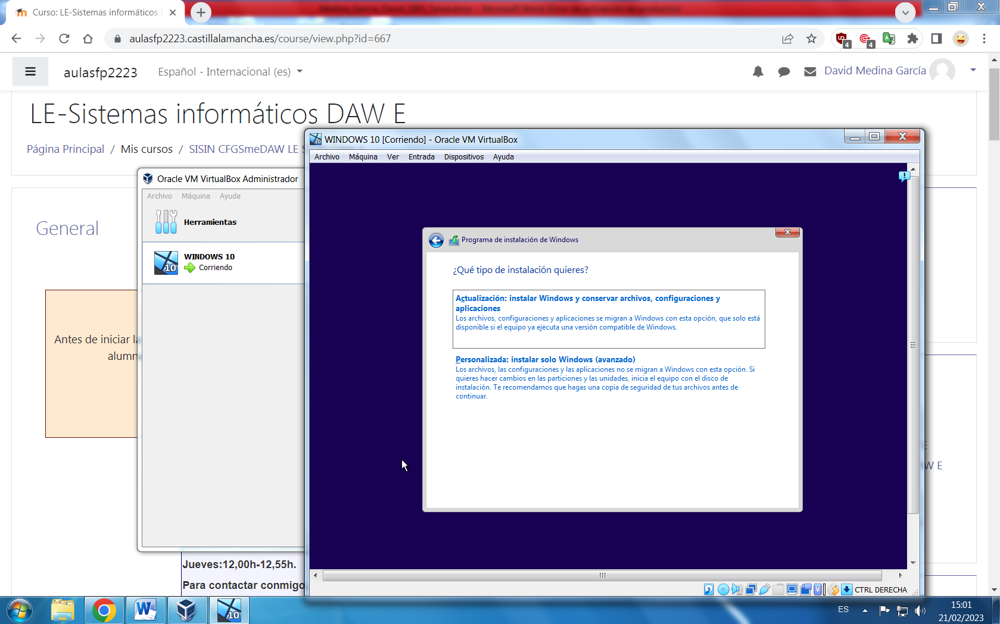 Curso: LE-Sistemas informáticos D
aulasfp2223.castillalamancha.es/course/view.php?id=667
4
4
aulasfp2223
Español - Internacional (es)
David Medina García
LE-Sistemas informáticos DAW E
Página Principal / Mis cursos / SISIN CFGSmeDAW LE S
General
Antes de iniciar la
alumn
Jueves:12,00h-12,55h.
Para contactar conmigo
E
W E
Oracle VM VirtualBox Administrador
Archivo Máquina Ayuda
Herramientas
WINDOWS 10
Corriendo
10
WINDOWS 10 [Corriendo] - Oracle VM VirtualBox
Archivo Máquina Ver Entrada Dispositivos Ayuda
Programa de instalación de Windows
¿Qué tipo de instalación quieres?
Actualización: instalar Windows y conservar archivos, configuraciones y
aplicaciones
Los archivos, configuraciones y aplicaciones se migran a Windows con esta opción, que solo está
disponible si el equipo ya ejecuta una versión compatible de Windows.
Personalizada: instalar solo Windows (avanzado)
Los archivos, las configuraciones y las aplicaciones no se migran a Windows con esta opción. Si
quieres hacer cambios en las particiones y las unidades, inicia el equipo con el disco de
instalación. Te recomendamos que hagas una copia de seguridad de tus archivos antes de
continuar.
CTRL DERECHA
10
ES
15:01
21/02/2023